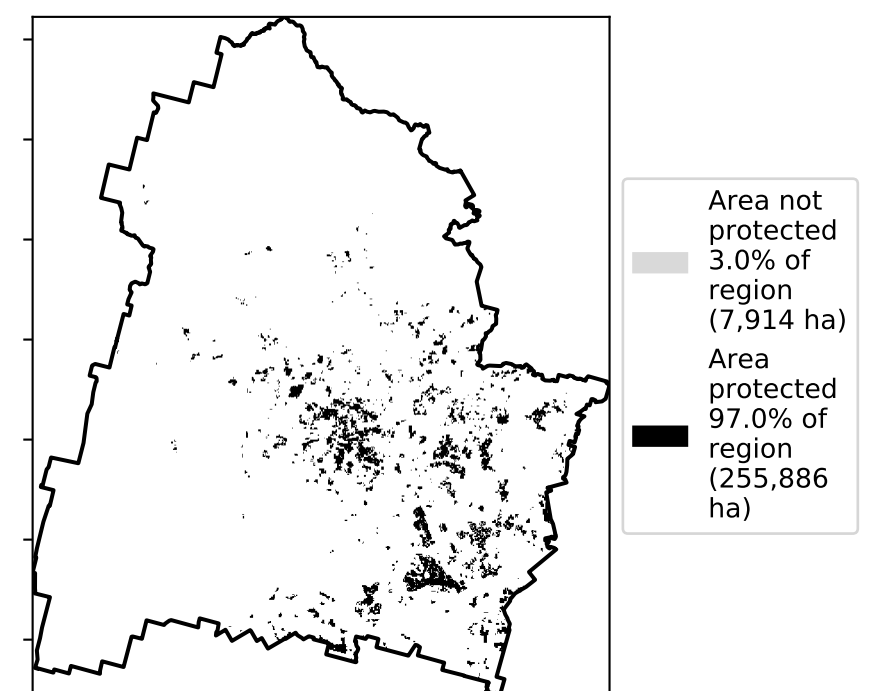 Area not
protected
3.0% of
region
(7,914 ha)
Area
protected
97.0% of
region
(255,886
ha)